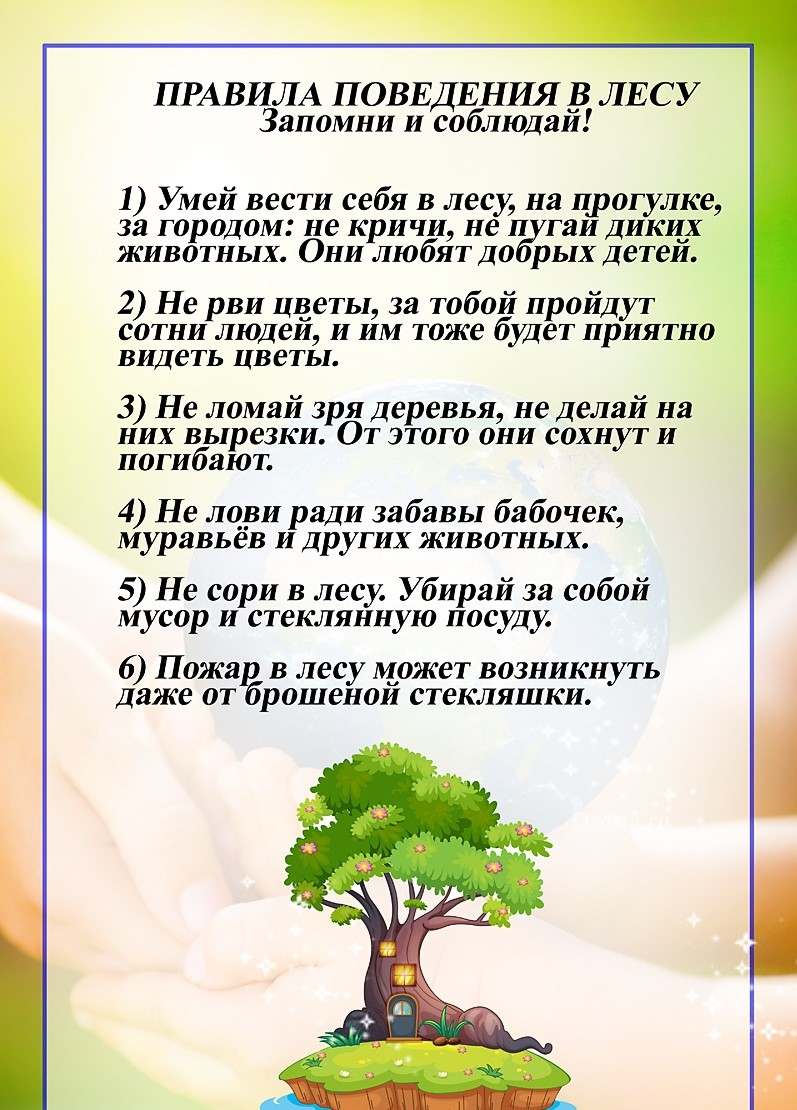 ПРАВИЛА ПОВЕДЕНИЯ В ЛЕСУ
Запомни и соблюдай!
1) Умей вести себя в лесу, на прогулке,
за городом: не кричи, не пугай диких
животных. Они любят добрых детей.
2) Не рви цветы, за тобой пройдут
сотни людей, и им тоже будет приятно
видеть цветы.
3) Не ломай зря деревья, не делай на
них вырезки. От этого они сохнут и
погибают.
4) Не лови ради забавы бабочек,
муравьёв и других животных.
5) Не сори в лесу. Убирай за собой
мусор и стеклянную посуду.
6) Пожар в лесу может возникнуть
даже от брошеной стекляшки.